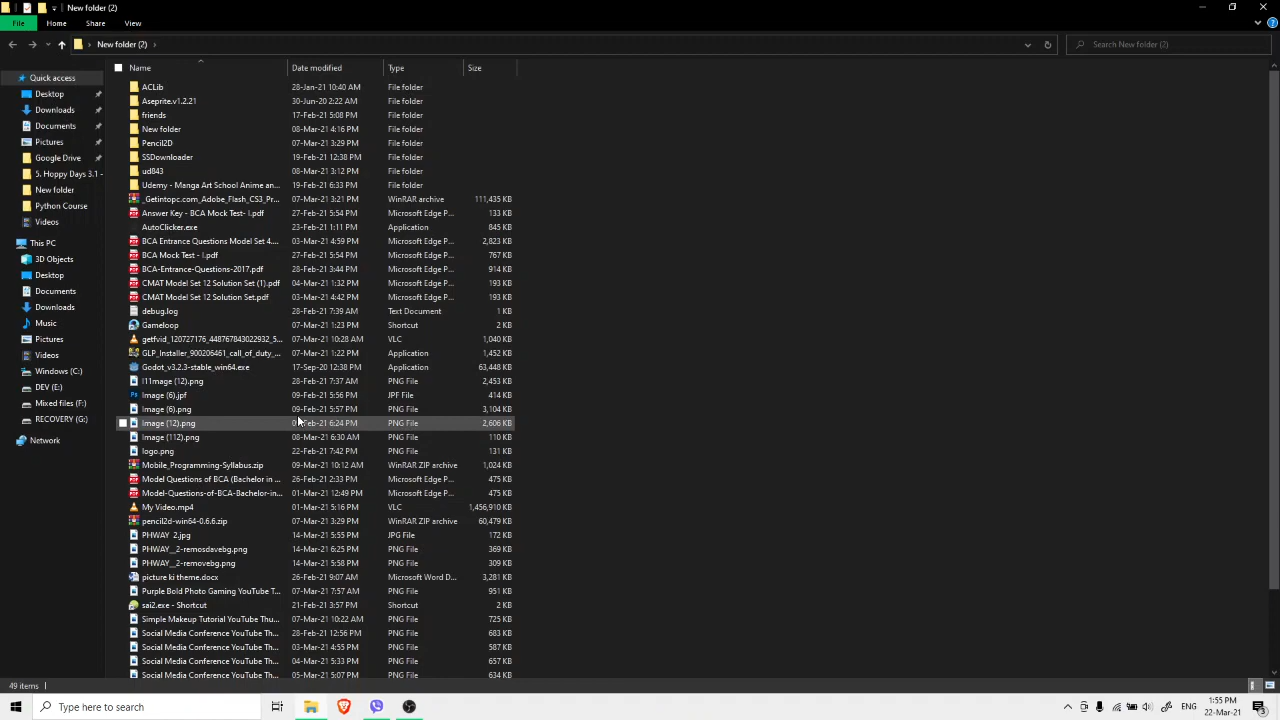 New folder (2)
File Home Share View
New folder (2) Search New folder (2)
Name Date modified Type Size
Quick access
Desktop
Downloads
Documents
Pictures
Google Drive
5. Hoppy Days 3.1 -
New folder
Python Course
Videos
This PC
3D Objects
Desktop
Documents
Downloads
Music
Pictures
Videos
Windows (C:)
DEV (E:)
Mixed files (F:)
RECOVERY (G:)
Network
ACLib 28-Jan-21 10:40 AM File folder
Aseprite.v1.2.21 30-Jun-20 2:22 AM File folder
friends 17-Feb-21 5:08 PM File folder
New folder 08-Mar-21 4:16 PM File folder
Pencil2D 07-Mar-21 3:29 PM File folder
SSDownloader 19-Feb-21 12:38 PM File folder
ud843 08-Mar-21 3:12 PM File folder
Udemy - Manga Art School Anime an... 19-Feb-21 6:33 PM File folder
_Getintopc.com_Adobe_Flash_CS3_Pr... 07-Mar-21 3:21 PM WinRAR archive 111,435 KB
Answer Key - BCA Mock Test- I.pdf 27-Feb-21 5:54 PM Microsoft Edge P... 133 KB
AutoClicker.exe 23-Feb-21 1:11 PM Application 845 KB
BCA Entrance Questions Model Set 4.... 03-Mar-21 4:59 PM Microsoft Edge P... 2,823 KB
BCA Mock Test - I.pdf 27-Feb-21 5:54 PM Microsoft Edge P... 767 KB
BCA-Entrance-Questions-2017.pdf 28-Feb-21 3:44 PM Microsoft Edge P... 914 KB
CMAT Model Set 12 Solution Set (1).pdf 04-Mar-21 1:32 PM Microsoft Edge P... 193 KB
CMAT Model Set 12 Solution Set.pdf 03-Mar-21 4:42 PM Microsoft Edge P... 193 KB
debug.log 28-Feb-21 7:39 AM Text Document 1 KB
Gameloop 07-Mar-21 1:23 PM Shortcut 2 KB
getfvid_120727176_448767843022932_5... 07-Mar-21 10:28 AM VLC 1,040 KB
GLP_Installer_900206461_call_of_duty_... 07-Mar-21 1:22 PM Application 1,452 KB
Godot_v3.2.3-stable_win64.exe 17-Sep-20 12:38 PM Application 63,448 KB
I11mage (12).png 28-Feb-21 7:37 AM PNG File 2,453 KB
Image (6).jpf 09-Feb-21 5:56 PM JPF File 414 KB
Image (6).png 09-Feb-21 5:57 PM PNG File 3,104 KB
Image (12).png Feb-21 6:24 PM PNG File 2,606 KB
Image (112).png 08-Mar-21 6:30 AM PNG File 110 KB
logo.png 22-Feb-21 7:42 PM PNG File 131 KB
Mobile_Programming-Syllabus.zip 09-Mar-21 10:12 AM WinRAR ZIP archive 1,024 KB
Model Questions of BCA (Bachelor in ... 26-Feb-21 2:33 PM Microsoft Edge P... 475 KB
Model-Questions-of-BCA-Bachelor-in... 01-Mar-21 12:49 PM Microsoft Edge P... 475 KB
My Video.mp4 01-Mar-21 5:16 PM VLC 1,456,910 KB
pencil2d-win64-0.6.6.zip 07-Mar-21 3:29 PM WinRAR ZIP archive 60,479 KB
PHWAY 2.jpg 14-Mar-21 5:55 PM JPG File 172 KB
PHWAY__2-remosdavebg.png 14-Mar-21 6:25 PM PNG File 369 KB
PHWAY__2-removebg.png 14-Mar-21 5:58 PM PNG File 309 KB
picture ki theme.docx 26-Feb-21 9:07 AM Microsoft Word D... 3,281 KB
Purple Bold Photo Gaming YouTube T... 01-Mar-21 7:57 AM PNG File 951 KB
sai2.exe - Shortcut 21-Feb-21 3:57 PM Shortcut 2 KB
Simple Makeup Tutorial YouTube Thu... 07-Mar-21 10:22 AM PNG File 725 KB
Social Media Conference YouTube Th... 28-Feb-21 12:56 PM PNG File 683 KB
Social Media Conference YouTube Th... 03-Mar-21 4:55 PM PNG File 587 KB
Social Media Conference YouTube Th... 04-Mar-21 5:33 PM PNG File 657 KB
Social Media Conference YouTube Th... 05-Mar-21 5:07 PM PNG File 634 KB
49 items
Type here to search
ENG
1:55 PM
22-Mar-21
3